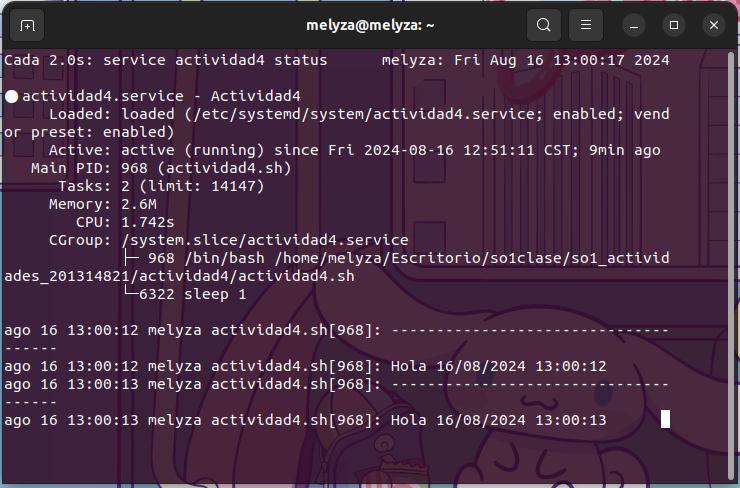 melyza@melyza: ~
Cada 2.0s: service actividad4 status      melyza: Fri Aug 16 13:00:17 2024
● actividad4.service - Actividad4
     Loaded: loaded (/etc/systemd/system/actividad4.service; enabled; vend
or preset: enabled)
     Active: active (running) since Fri 2024-08-16 12:51:11 CST; 9min ago
   Main PID: 968 (actividad4.sh)
      Tasks: 2 (limit: 14147)
     Memory: 2.6M
        CPU: 1.742s
     CGroup: /system.slice/actividad4.service
             ├─ 968 /bin/bash /home/melyza/Escritorio/so1clase/so1_activid
ades_201314821/actividad4/actividad4.sh
             └─6322 sleep 1
ago 16 13:00:12 melyza actividad4.sh[968]: -------------------------------
------
ago 16 13:00:12 melyza actividad4.sh[968]: Hola 16/08/2024 13:00:12
ago 16 13:00:13 melyza actividad4.sh[968]: -------------------------------
------
ago 16 13:00:13 melyza actividad4.sh[968]: Hola 16/08/2024 13:00:13